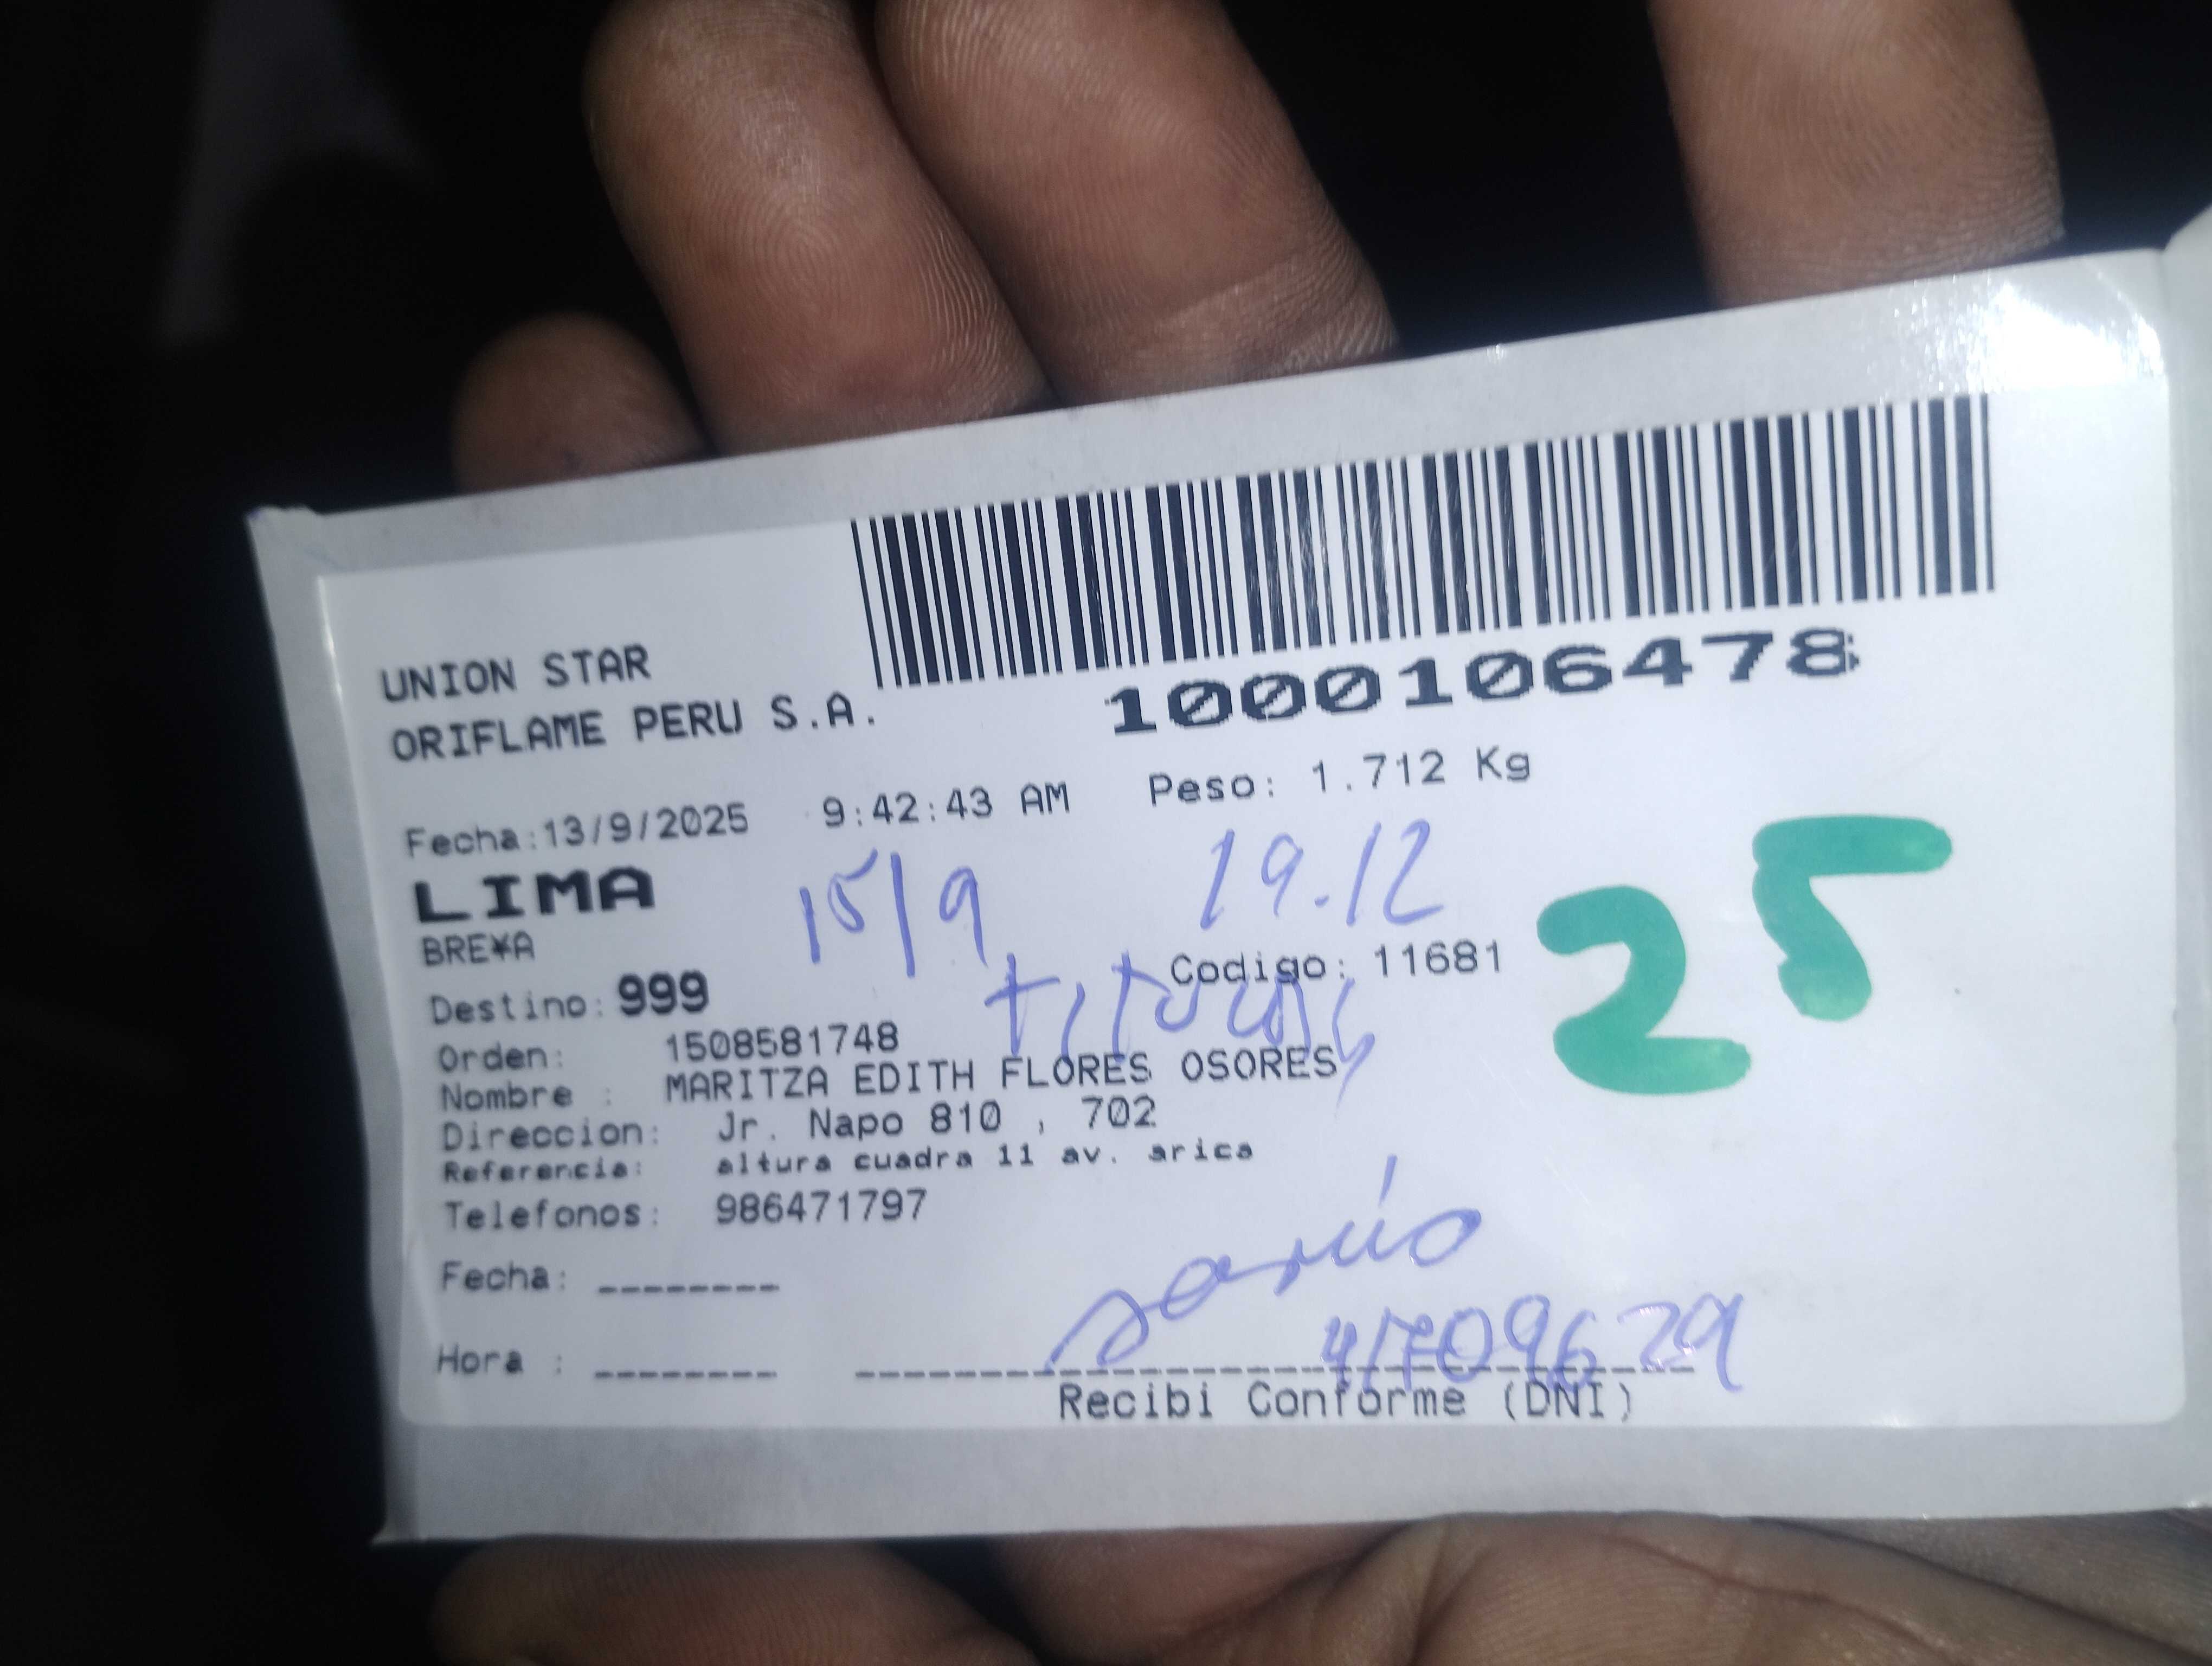 1000106478
UNION STAR
ORIFLAME PERU S.A.
Fecha:13/9/2025 9:42:43 AM Peso: 1.712 Kg
LIMA 15/9 19.12
BRE¥A
Codigo: 11681 25
Destino: 999
titular
Orden: 1508581748
Nombre : MARITZA EDITH FLORES OSORES
Direccion: Jr. Napo 810 , 702
Referencia: altura cuadra 11 av. arica
Telefonos: 986471797
Fecha: --------
41709629
Hora : --------
Recibi Conforme (DNI)